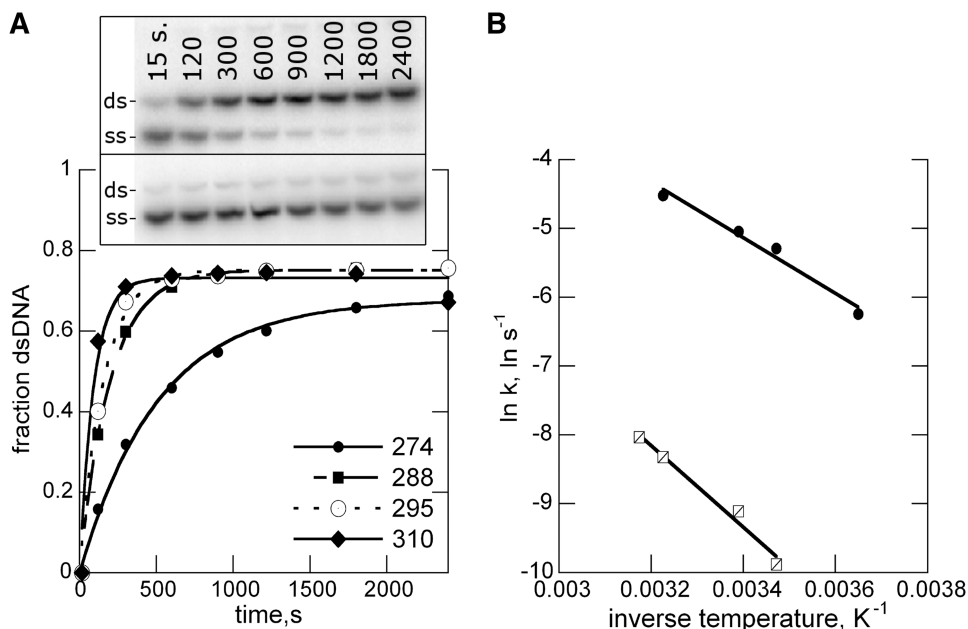 A
15 s.
120
300
600
900
1200
1800
2400
ds-
ss-
ds-
ss-
1
0.8
0.6
0.4
0.2
0
fraction dsDNA
274
288
295
310
0 500 1000 1500 2000
time,s
B
-4
-5
-6
-7
-8
-9
-10
ln k, ln s-1
0.003 0.0032 0.0034 0.0036 0.0038
inverse temperature, K-1